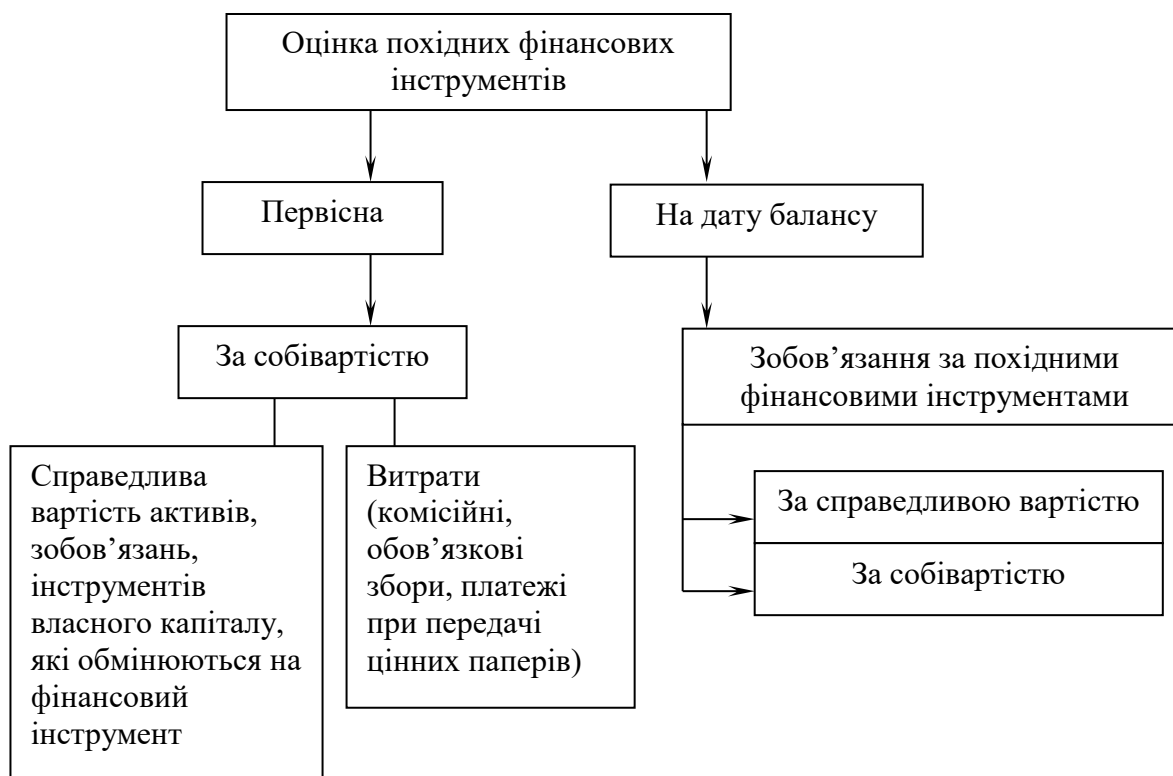 Оцінка похідних фінансових
інструментів
Первісна
На дату балансу
За собівартістю
Зобов’язання за похідними
фінансовими інструментами
Справедлива
вартість активів,
зобов’язань,
інструментів
власного капіталу,
які обмінюються на
фінансовий
інструмент
Витрати
(комісійні,
обов’язкові
збори, платежі
при передачі
цінних паперів)
За справедливою вартістю
За собівартістю